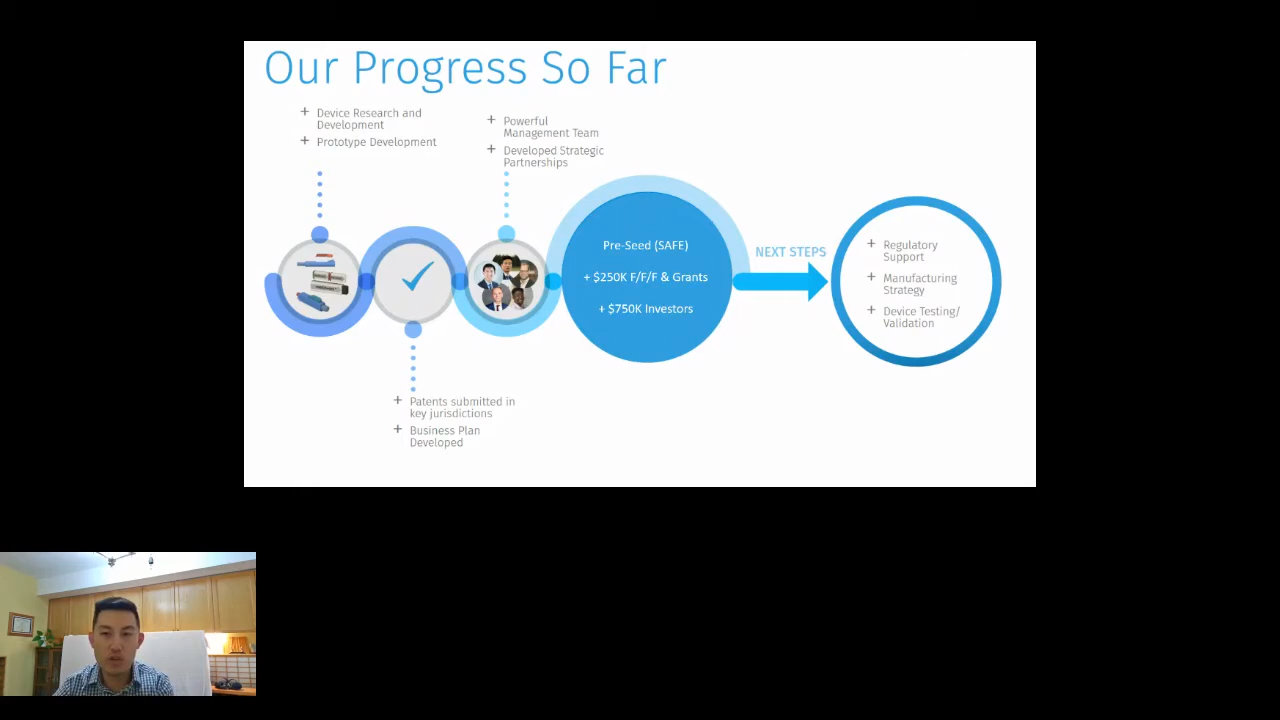 Our Progress So Far
+ Device Research and
Development
+ Prototype Development
+ Powerful
Management Team
+ Developed Strategic
Partnerships
Pre-Seed (SAFE)
+ $250K F/F/F & Grants
+ $750K Investors
NEXT STEPS
+ Regulatory
Support
+ Manufacturing
Strategy
+ Device Testing/
Validation
+ Patents submitted in
key jurisdictions
+ Business Plan
Developed